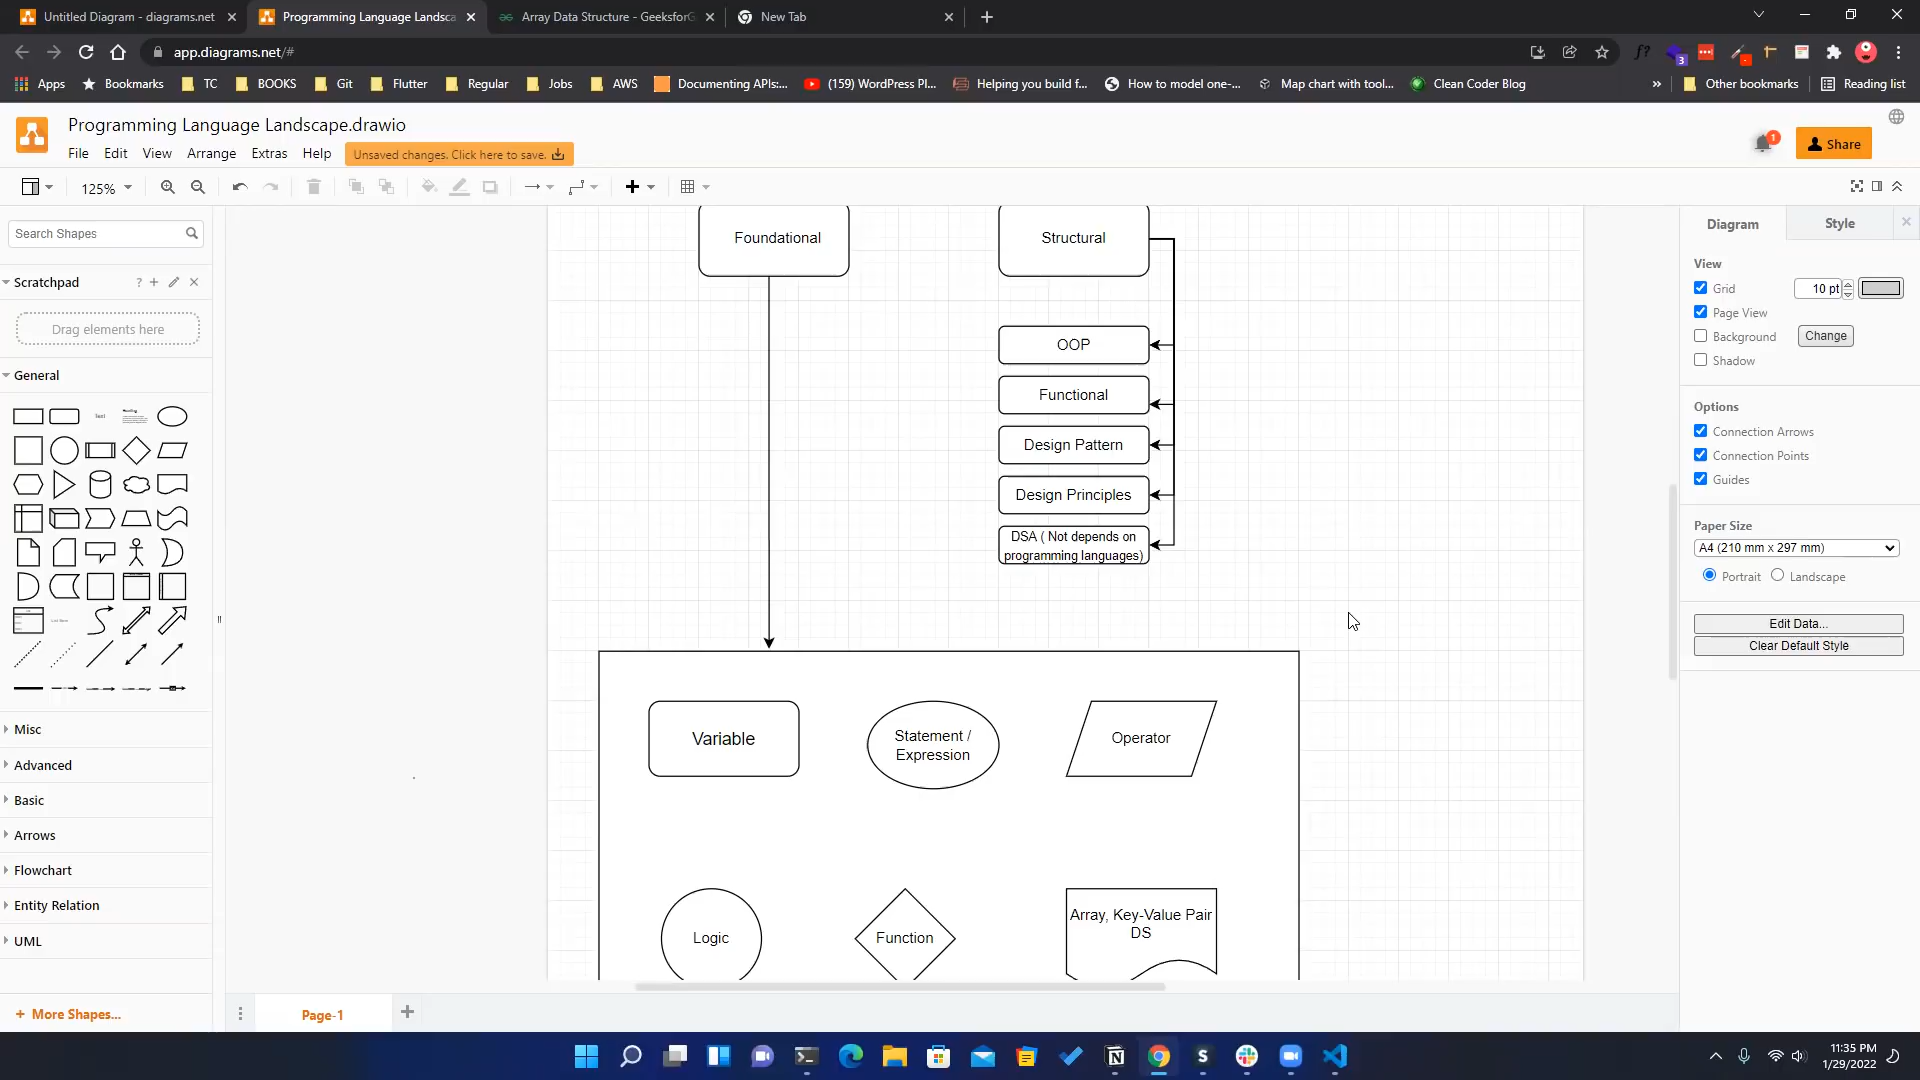 Untitled Diagram - diagrams.net
Programming Language Landsca
Array Data Structure - GeeksforG
New Tab
app.diagrams.net/#
f?
3
Apps
Bookmarks
TC
BOOKS
Git
Flutter
Regular
Jobs
AWS
Documenting APIs:...
(159) WordPress Pl...
Helping you build f...
How to model one-...
Map chart with tool...
Clean Coder Blog
»
Other bookmarks
Reading list
Programming Language Landscape.drawio
File Edit View Arrange Extras Help
Unsaved changes. Click here to save.
1
Share
125%
Search Shapes
Scratchpad
?
Drag elements here
General
Text
Heading
Misc
Advanced
Basic
Arrows
Flowchart
Entity Relation
UML
+ More Shapes...
Foundational
Structural
OOP
Functional
Design Pattern
Design Principles
DSA ( Not depends on
programming languages)
Variable
Statement /
Expression
Operator
Logic
Function
Array, Key-Value Pair
DS
Page-1
Diagram
Style
View
Grid
10 pt
Page View
Background
Change
Shadow
Options
Connection Arrows
Connection Points
Guides
Paper Size
A4 (210 mm x 297 mm)
Portrait
Landscape
Edit Data...
Clear Default Style
11:35 PM
1/29/2022